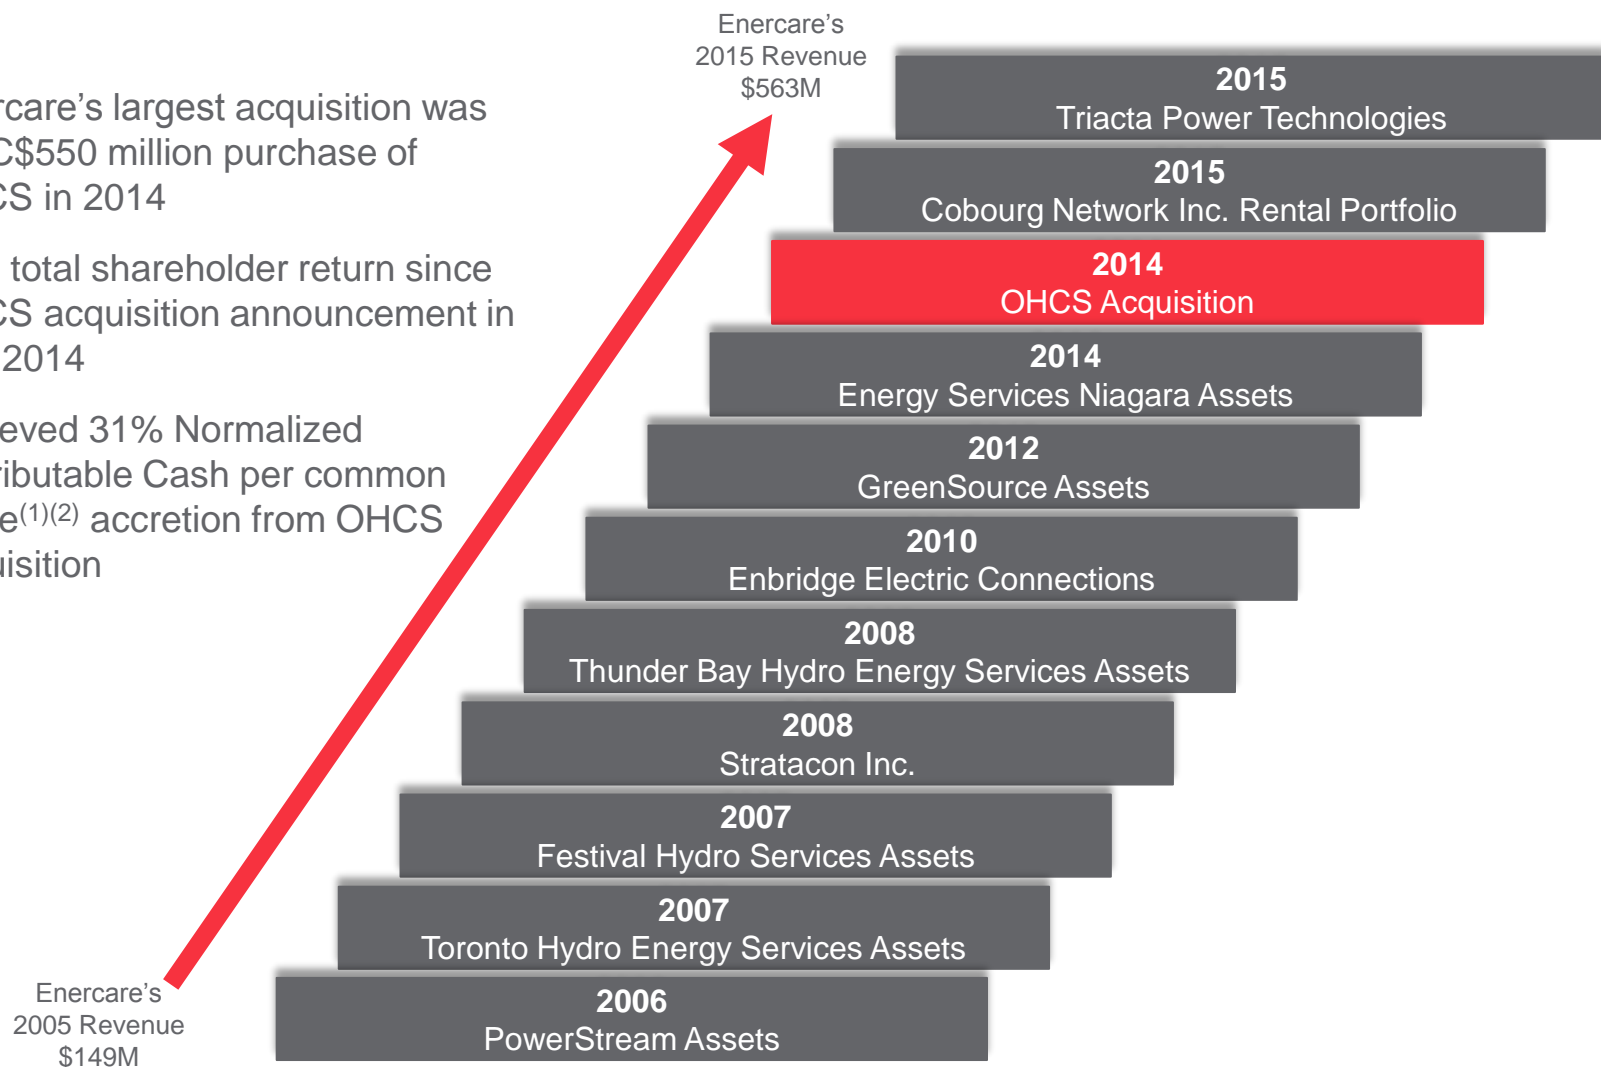 Enercare's
2015 Revenue
$563M
rcare's largest acquisition was
C$550 million purchase of
CS in 2014
total shareholder return since
CS acquisition announcement in
2014
eved 31% Normalized
ributable Cash per common
e(1)(2) accretion from OHCS
uisition
2015
Triacta Power Technologies
2015
Cobourg Network Inc. Rental Portfolio
2014
OHCS Acquisition
2014
Energy Services Niagara Assets
2012
GreenSource Assets
2010
Enbridge Electric Connections
2008
Thunder Bay Hydro Energy Services Assets
2008
Stratacon Inc.
2007
Festival Hydro Services Assets
2007
Toronto Hydro Energy Services Assets
2006
PowerStream Assets
Enercare's
2005 Revenue
$149M